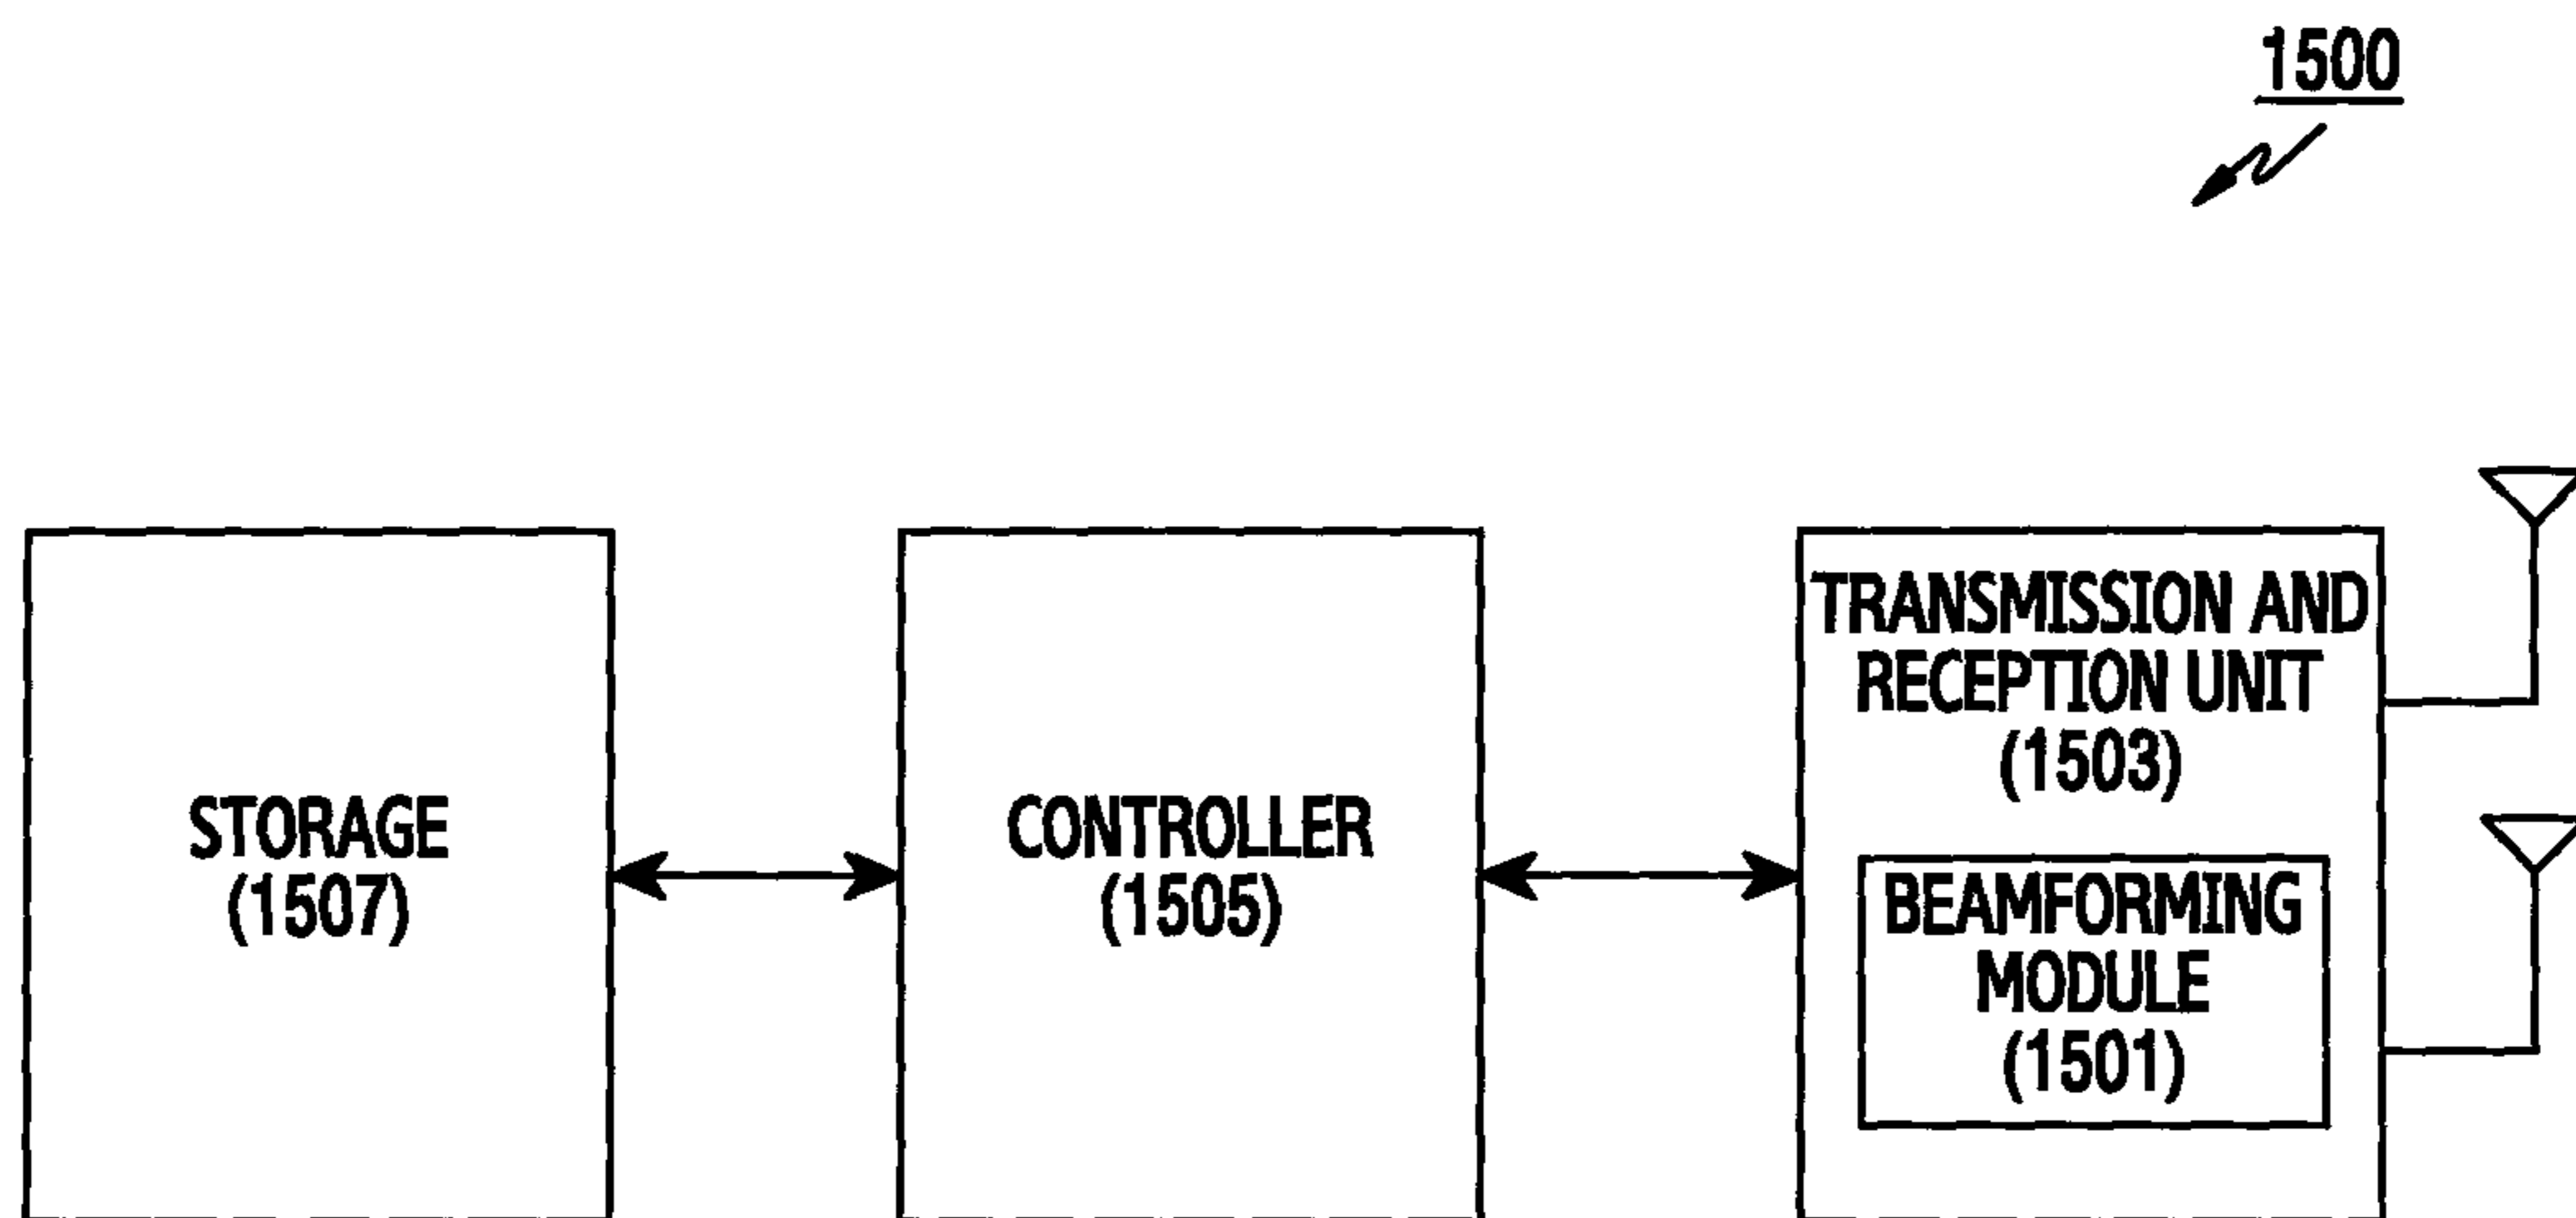 1500
STORAGE
(1507)
CONTROLLER
(1505)
TRANSMISSION AND
RECEPTION UNIT
(1503)
BEAMFORMING
MODULE
(1501)